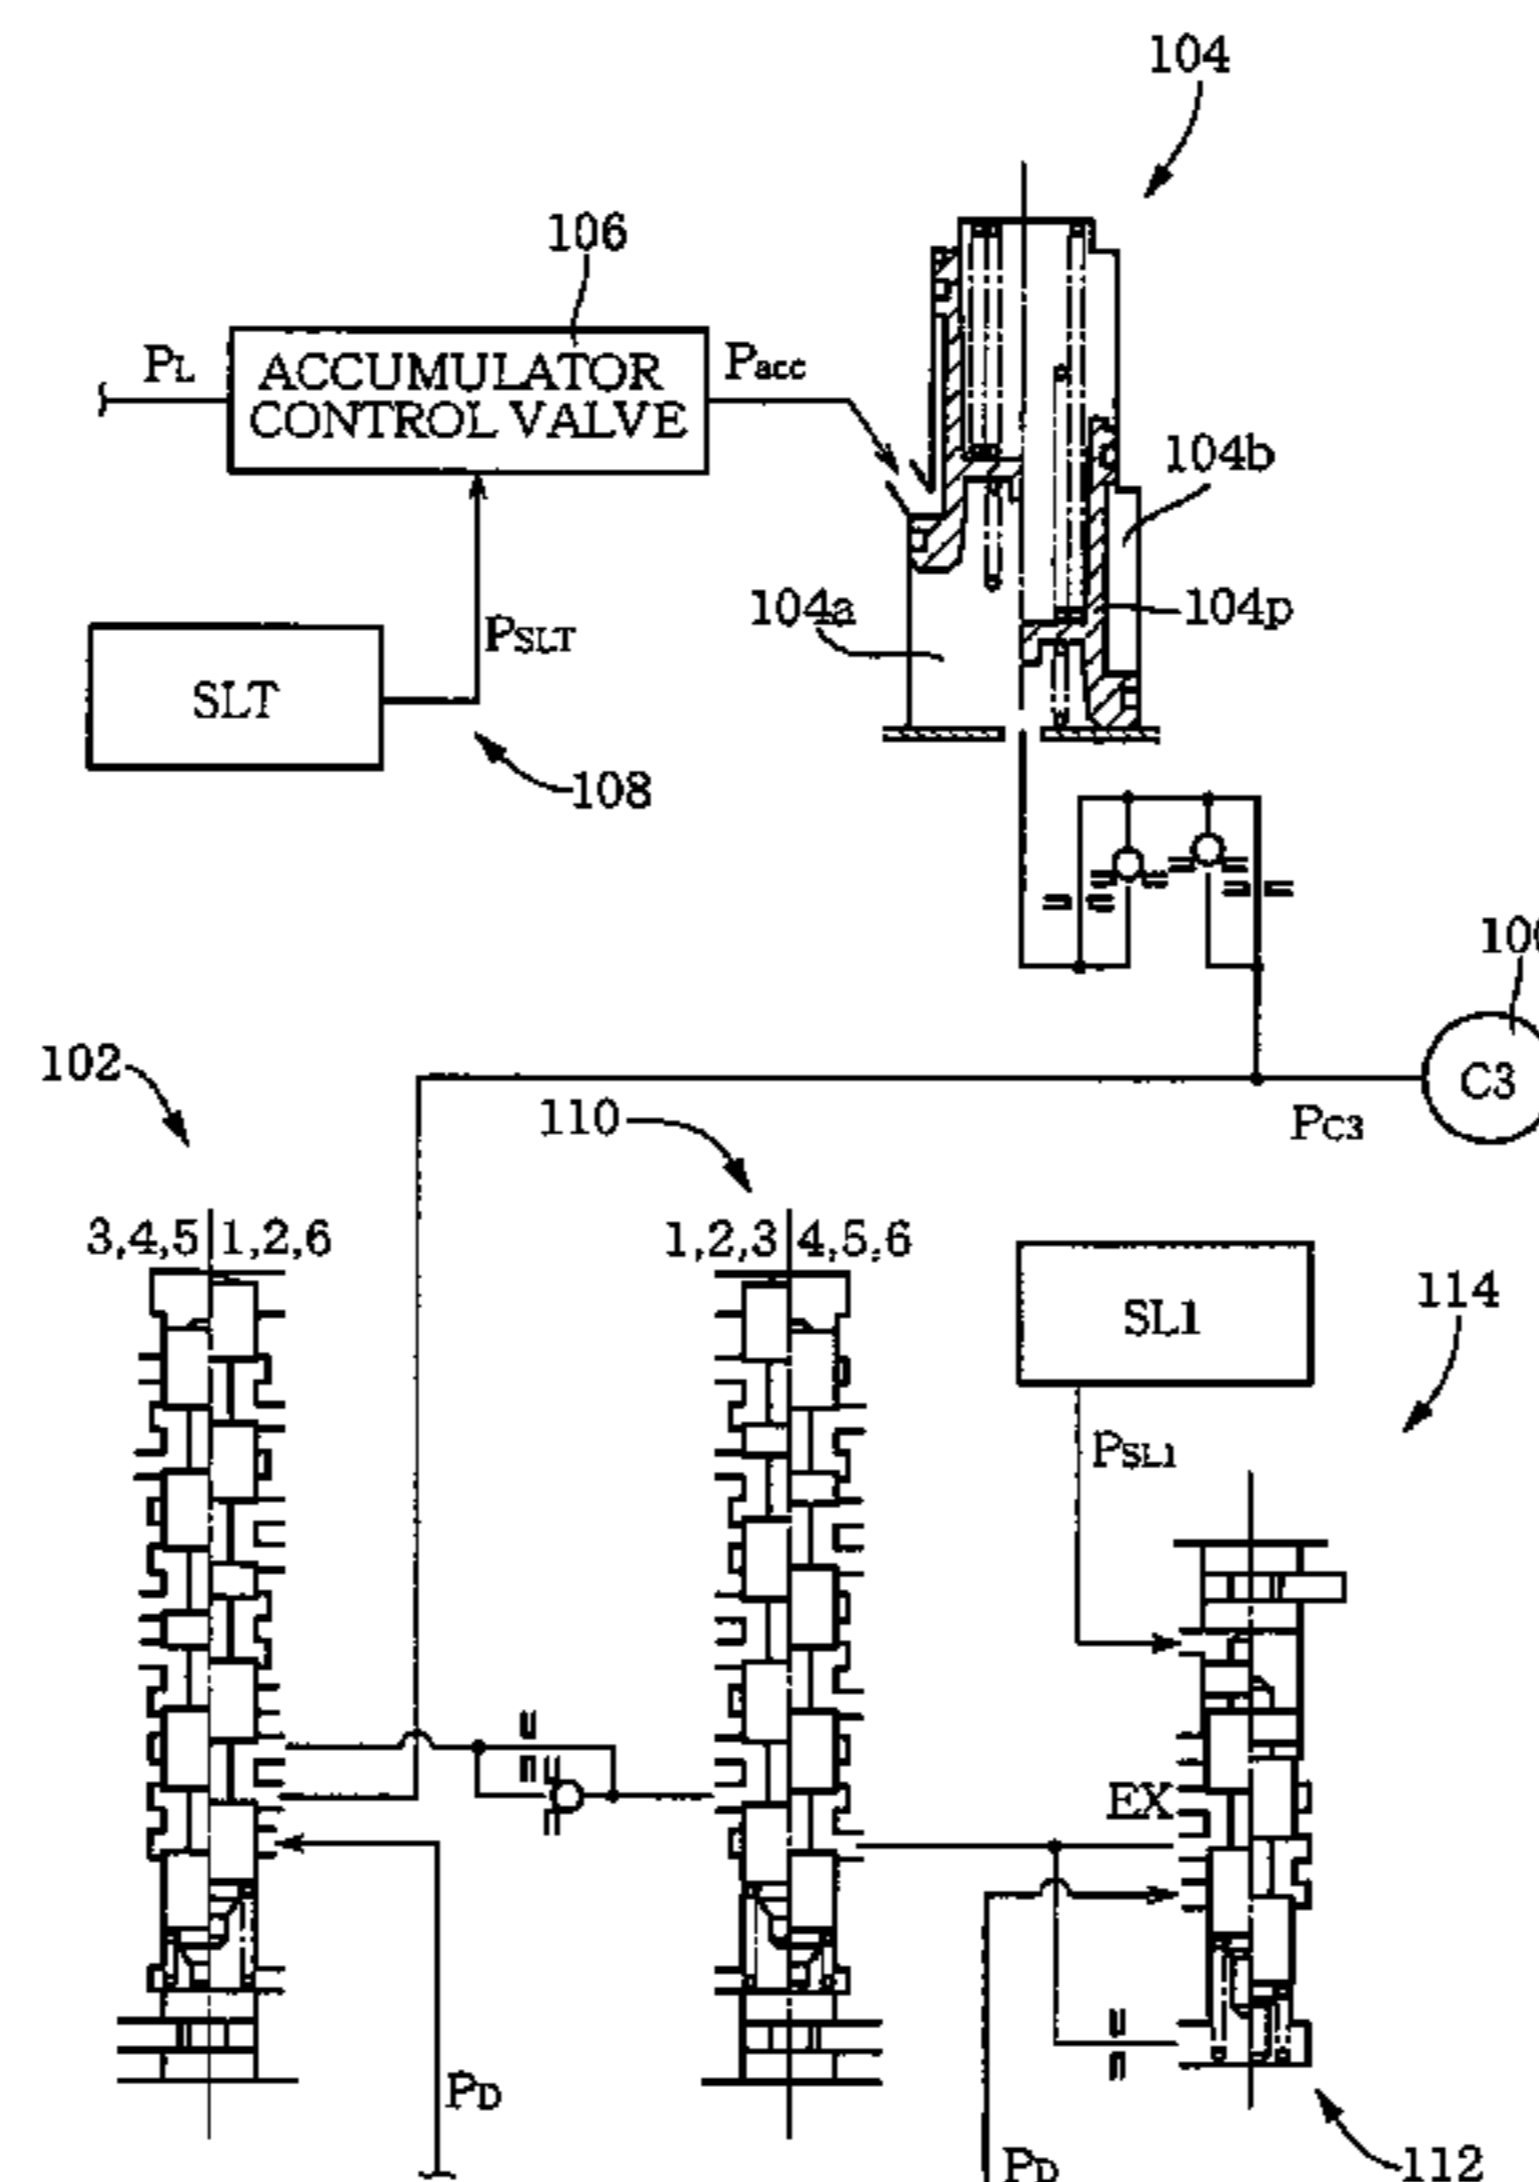 104
106
PL
ACCUMULATOR
CONTROL VALVE
Pacc
104b
104a
104p
PSLT
SLT
108
C3
PC3
102
110
3,4,5 1,2,6
1,2,3 4,5,6
SL1
114
PSL1
EX
PD
PD
112